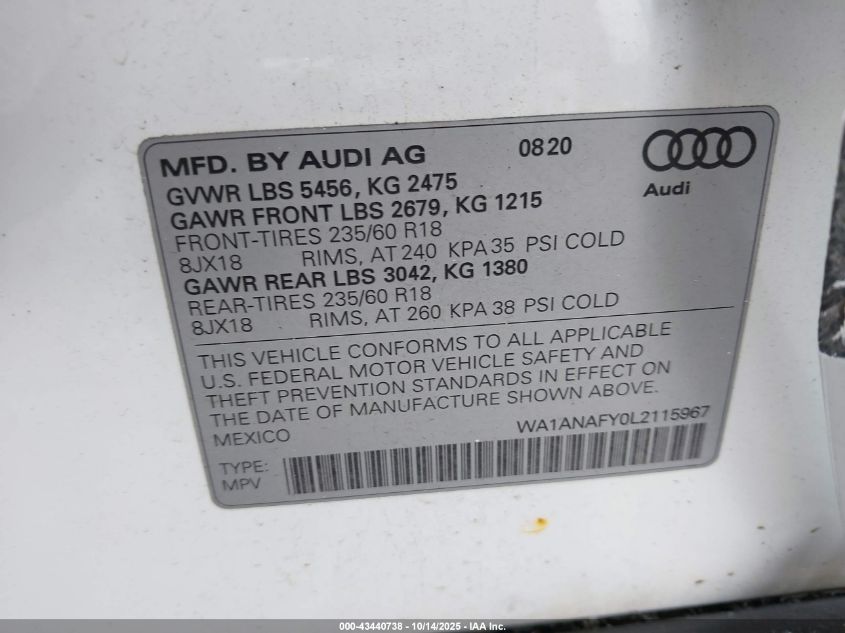 MFD. BY AUDI AG 0820
Audi
GVWR LBS 5456, KG 2475
GAWR FRONT LBS 2679, KG 1215
FRONT-TIRES 235/60 R18
8JX18 RIMS, AT 240 KPA 35 PSI COLD
GAWR REAR LBS 3042, KG 1380
REAR-TIRES 235/60 R18
8JX18 RIMS, AT 260 KPA 38 PSI COLD
THIS VEHICLE CONFORMS TO ALL APPLICABLE
U.S. FEDERAL MOTOR VEHICLE SAFETY AND
THEFT PREVENTION STANDARDS IN EFFECT ON
THE DATE OF MANUFACTURE SHOWN ABOVE.
MEXICO WA1ANAFY0L2115967
TYPE:
MPV
000-43440738 - 10/14/2025 - IAA Inc.